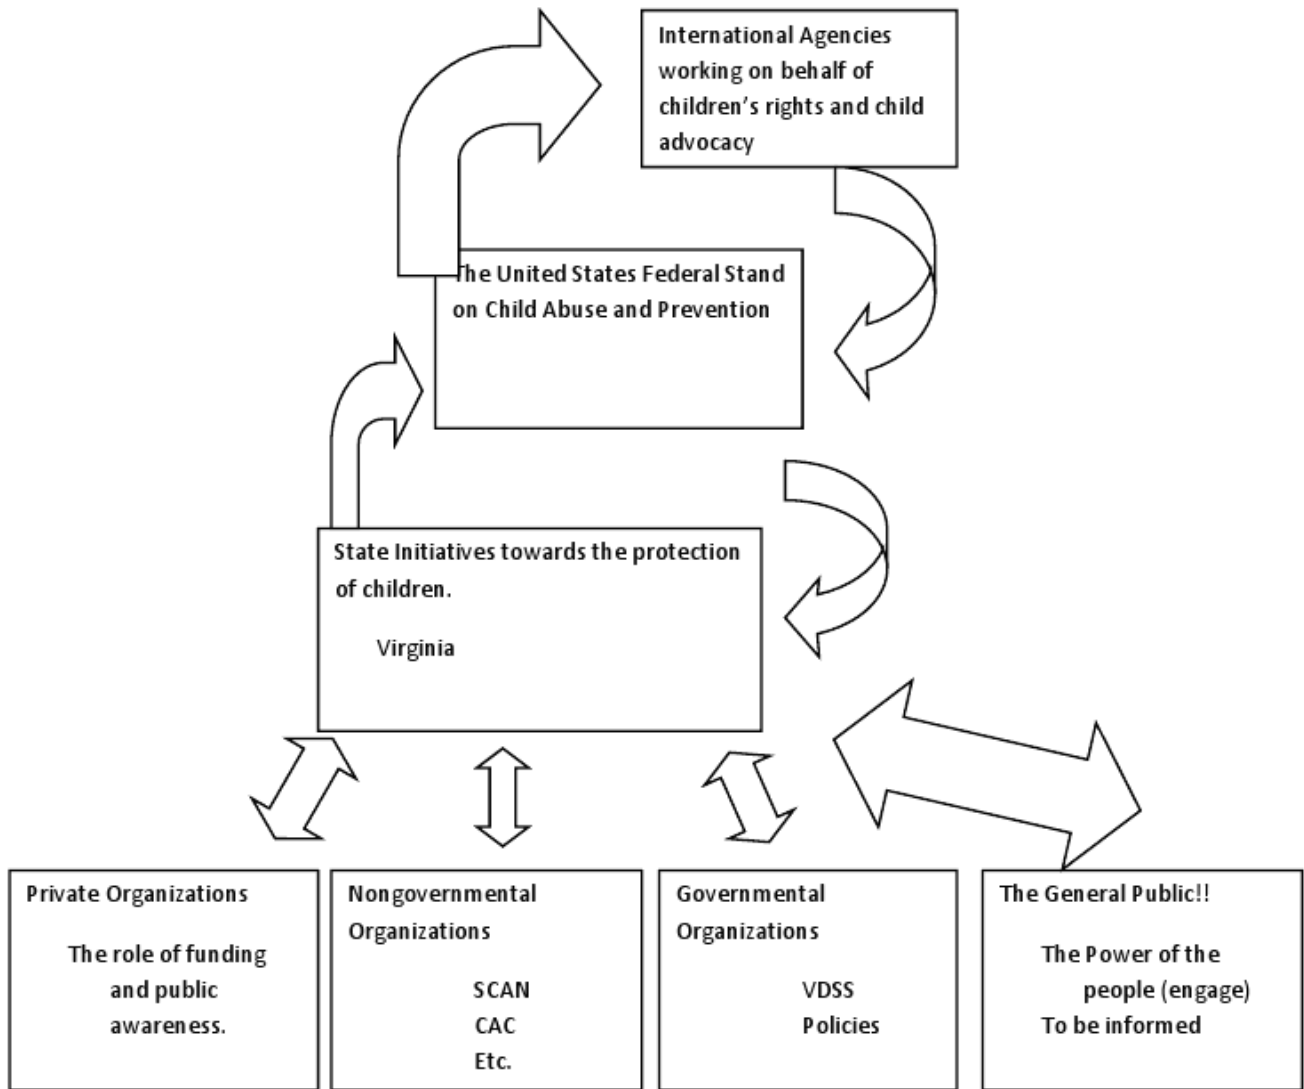 International Agencies
working on behalf of
children's rights and child
advocacy
The United States Federal Stand
on Child Abuse and Prevention
State Initiatives towards the protection
of children.
Virginia
Private Organizations
The role of funding
and public
awareness.
Nongovernmental
Organizations
SCAN
CAC
Etc.
Governmental
Organizations
VDSS
Policies
The General Public!!
The Power of the
people (engage)
To be informed